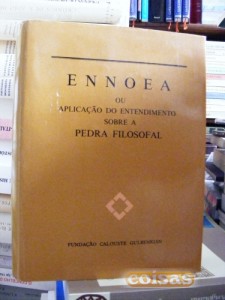 ENNOEA
OU
APLICAÇÃO DO ENTENDIMENTO
SOBRE A
PEDRA FILOSOFAL
FUNDAÇÃO CALOUSTE GULBENKIAN
coisas